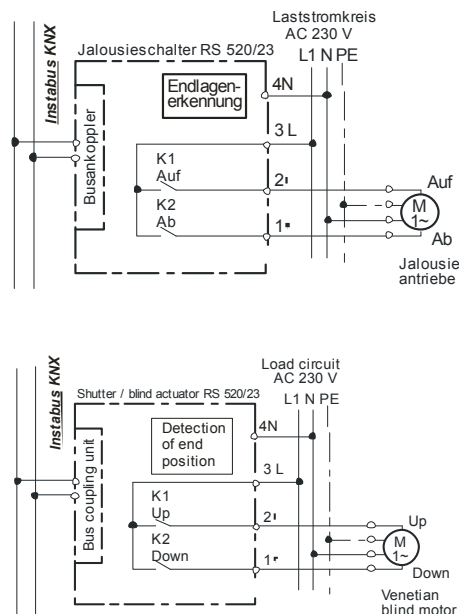 Laststromkreis
AC 230 V
Jalousieschalter RS 520/23
L1 N PE
Instabus KNX
4N
Endlagen-
erkennung
3 L
Busankoppler
K1
Auf
2
Auf
K2
Ab
M
1~
1
Ab
Jalousie
antriebe
Load circuit
AC 230 V
Shutter / blind actuator RS 520/23
L1 N PE
Instabus KNX
4N
Detection
of end
position
3 L
Bus coupling unit
K1
Up
2
Up
K2
Down
M
1~
1
Down
Venetian
blind motor